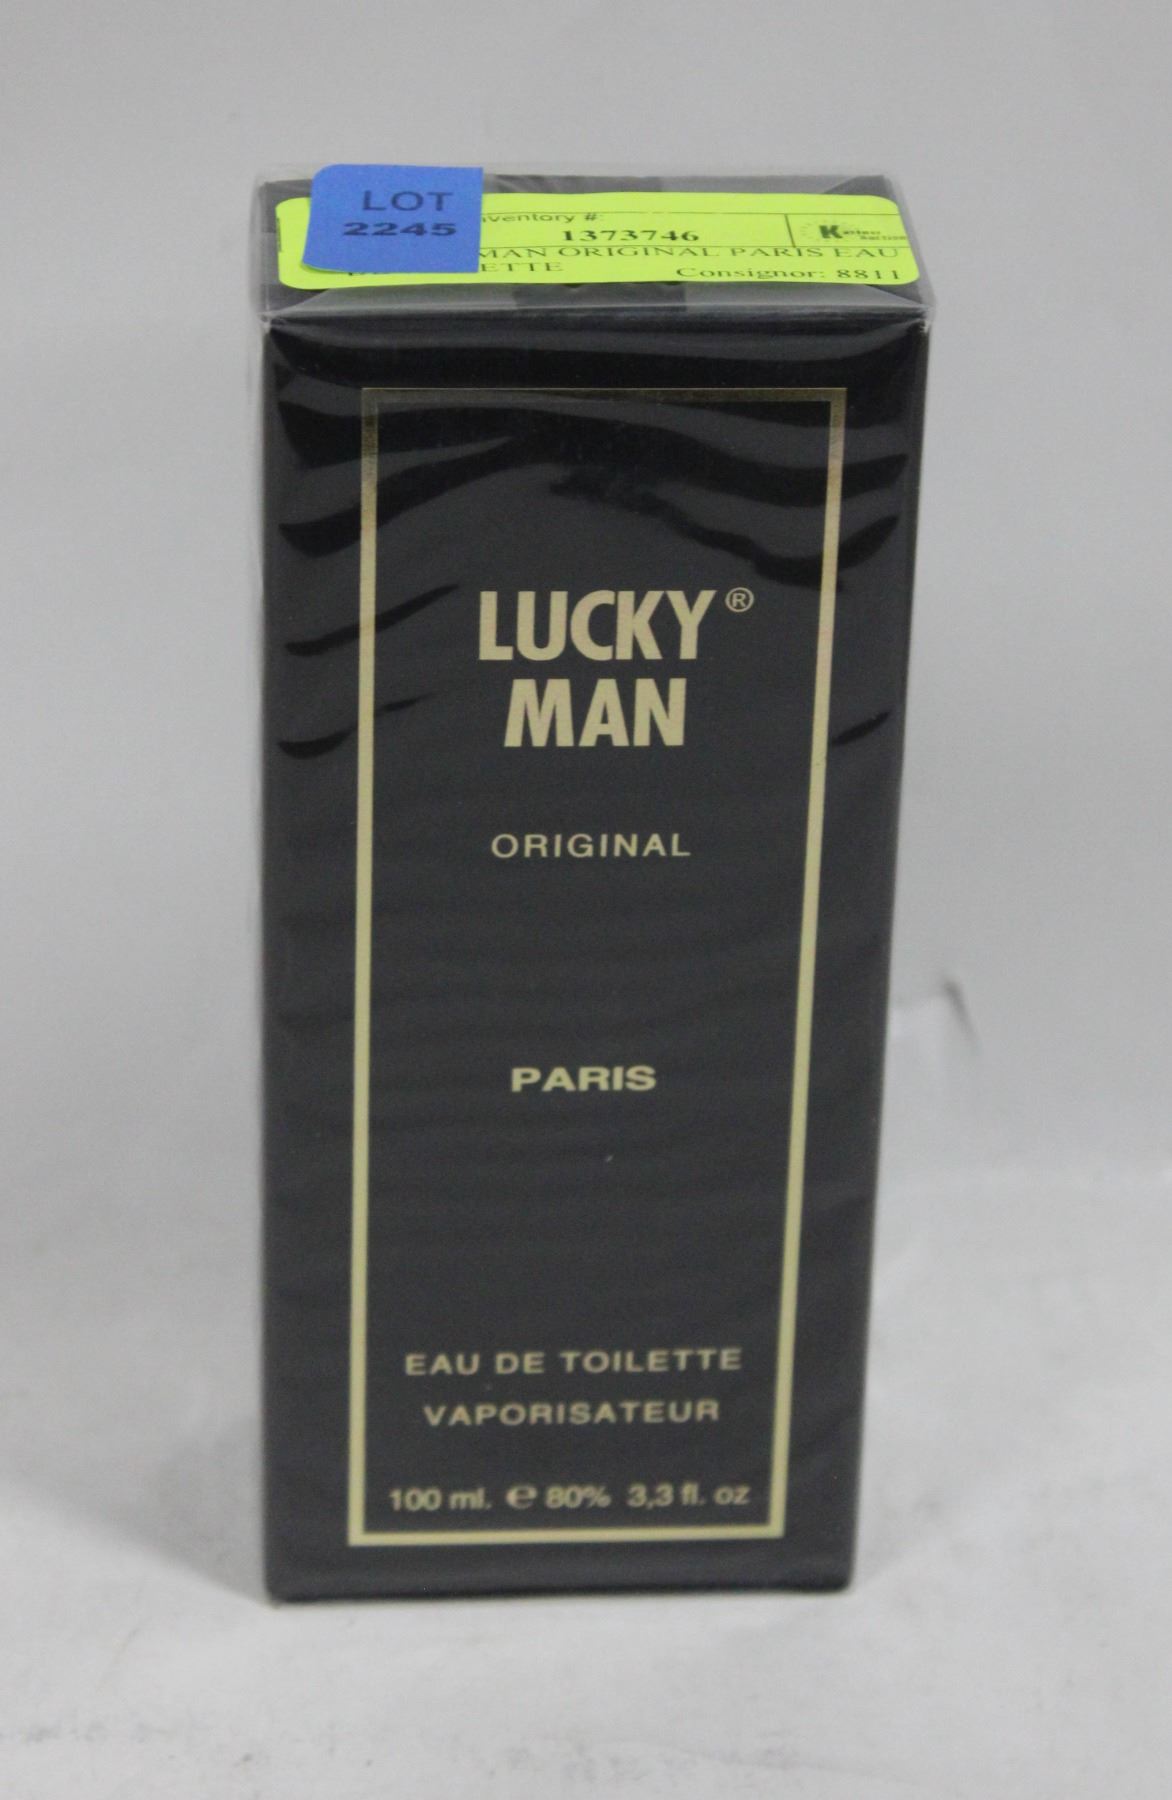 LOT
2245
Inventory #:
1373746
MAN ORIGINAL PARIS EAU
Consignor: 8811
LUCKY®
MAN
ORIGINAL
PARIS
EAU DE TOILETTE
VAPORISATEUR
100 ml. ℮ 80% 3,3 fl. oz